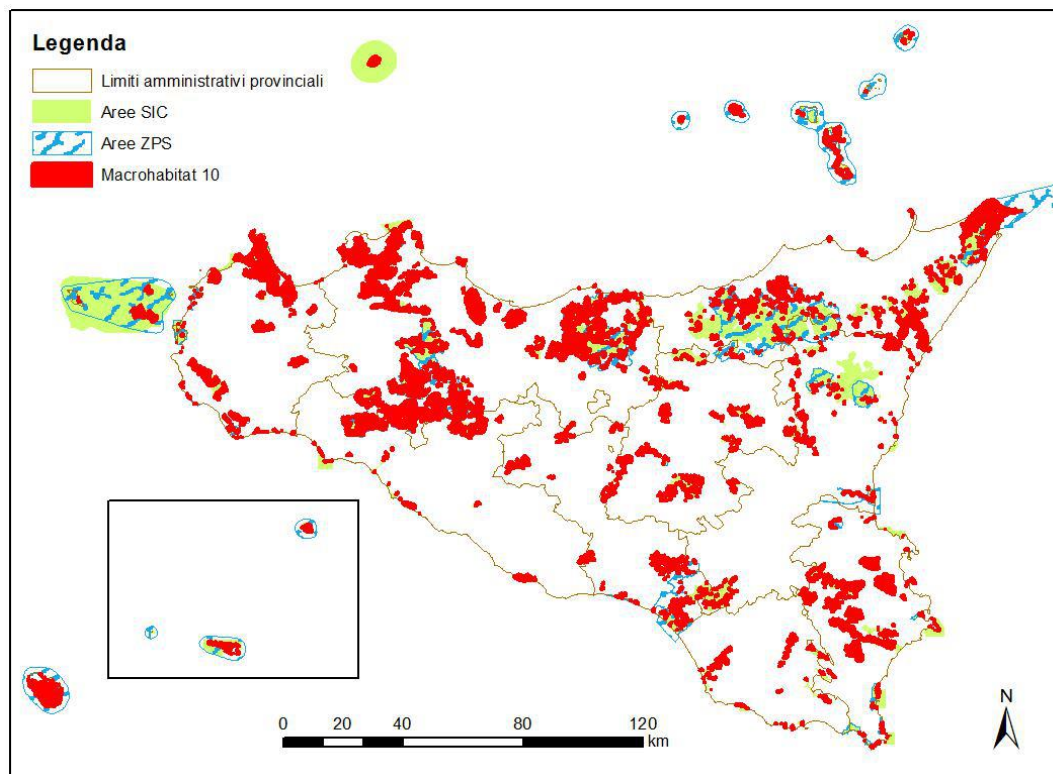 Legenda
Limiti amministrativi provinciali
Aree SIC
Aree ZPS
Macrohabitat 10
N
0 20 40 80 120
km